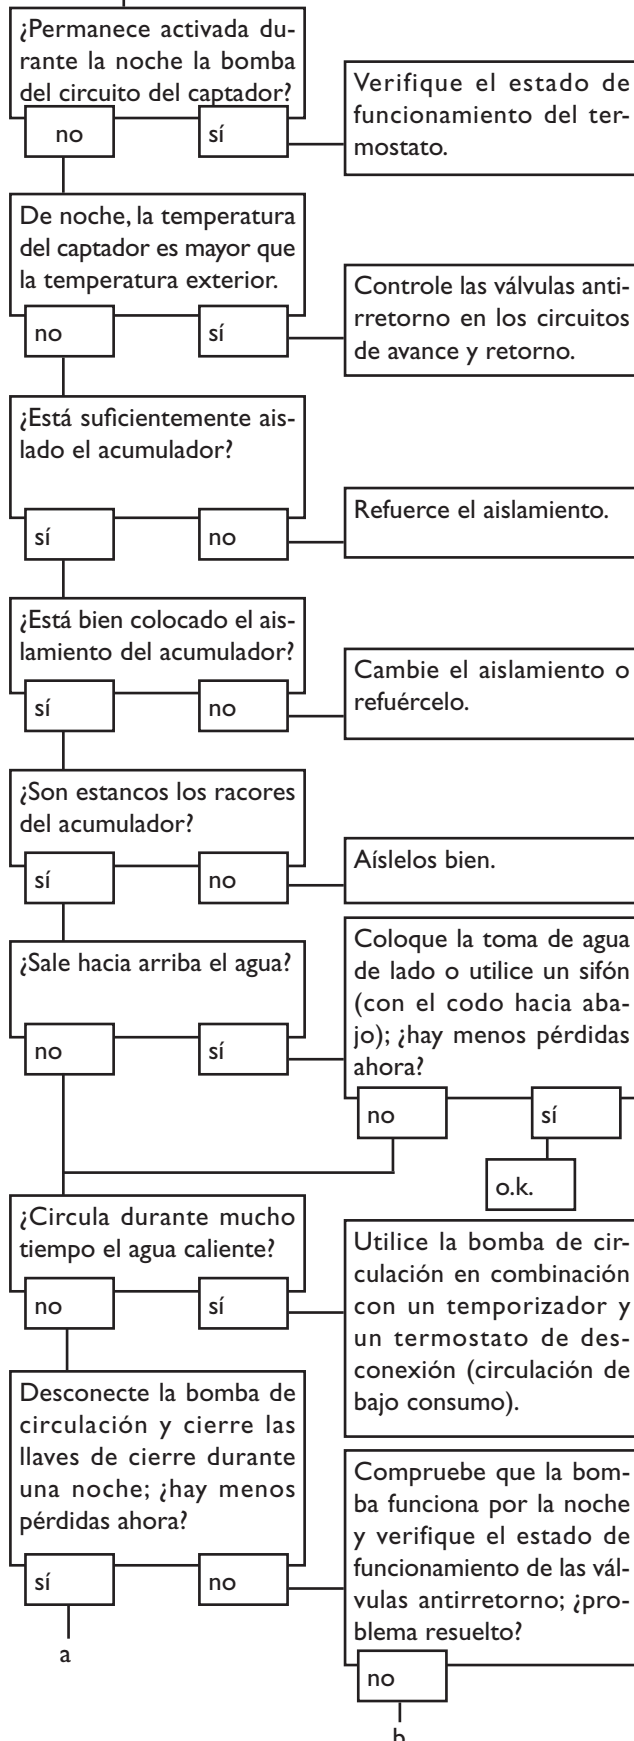 ¿Permanece activada du-
rante la noche la bomba
del circuito del captador?
no
sí
Verifique el estado de
funcionamiento del ter-
mostato.
De noche, la temperatura
del captador es mayor que
la temperatura exterior.
no
sí
Controle las válvulas anti-
rretorno en los circuitos
de avance y retorno.
¿Está suficientemente ais-
lado el acumulador?
sí
no
Refuerce el aislamiento.
¿Está bien colocado el ais-
lamiento del acumulador?
sí
no
Cambie el aislamiento o
refuércelo.
¿Son estancos los racores
del acumulador?
sí
no
Aíslelos bien.
¿Sale hacia arriba el agua?
no
sí
Coloque la toma de agua
de lado o utilice un sifón
(con el codo hacia aba-
jo); ¿hay menos pérdidas
ahora?
no
sí
o.k.
¿Circula durante mucho
tiempo el agua caliente?
no
sí
Utilice la bomba de cir-
culación en combinación
con un temporizador y
un termostato de des-
conexión (circulación de
bajo consumo).
Desconecte la bomba de
circulación y cierre las
llaves de cierre durante
una noche; ¿hay menos
pérdidas ahora?
sí
no
a
Compruebe que la bom-
ba funciona por la noche
y verifique el estado de
funcionamiento de las vál-
vulas antirretorno; ¿pro-
blema resuelto?
no
b